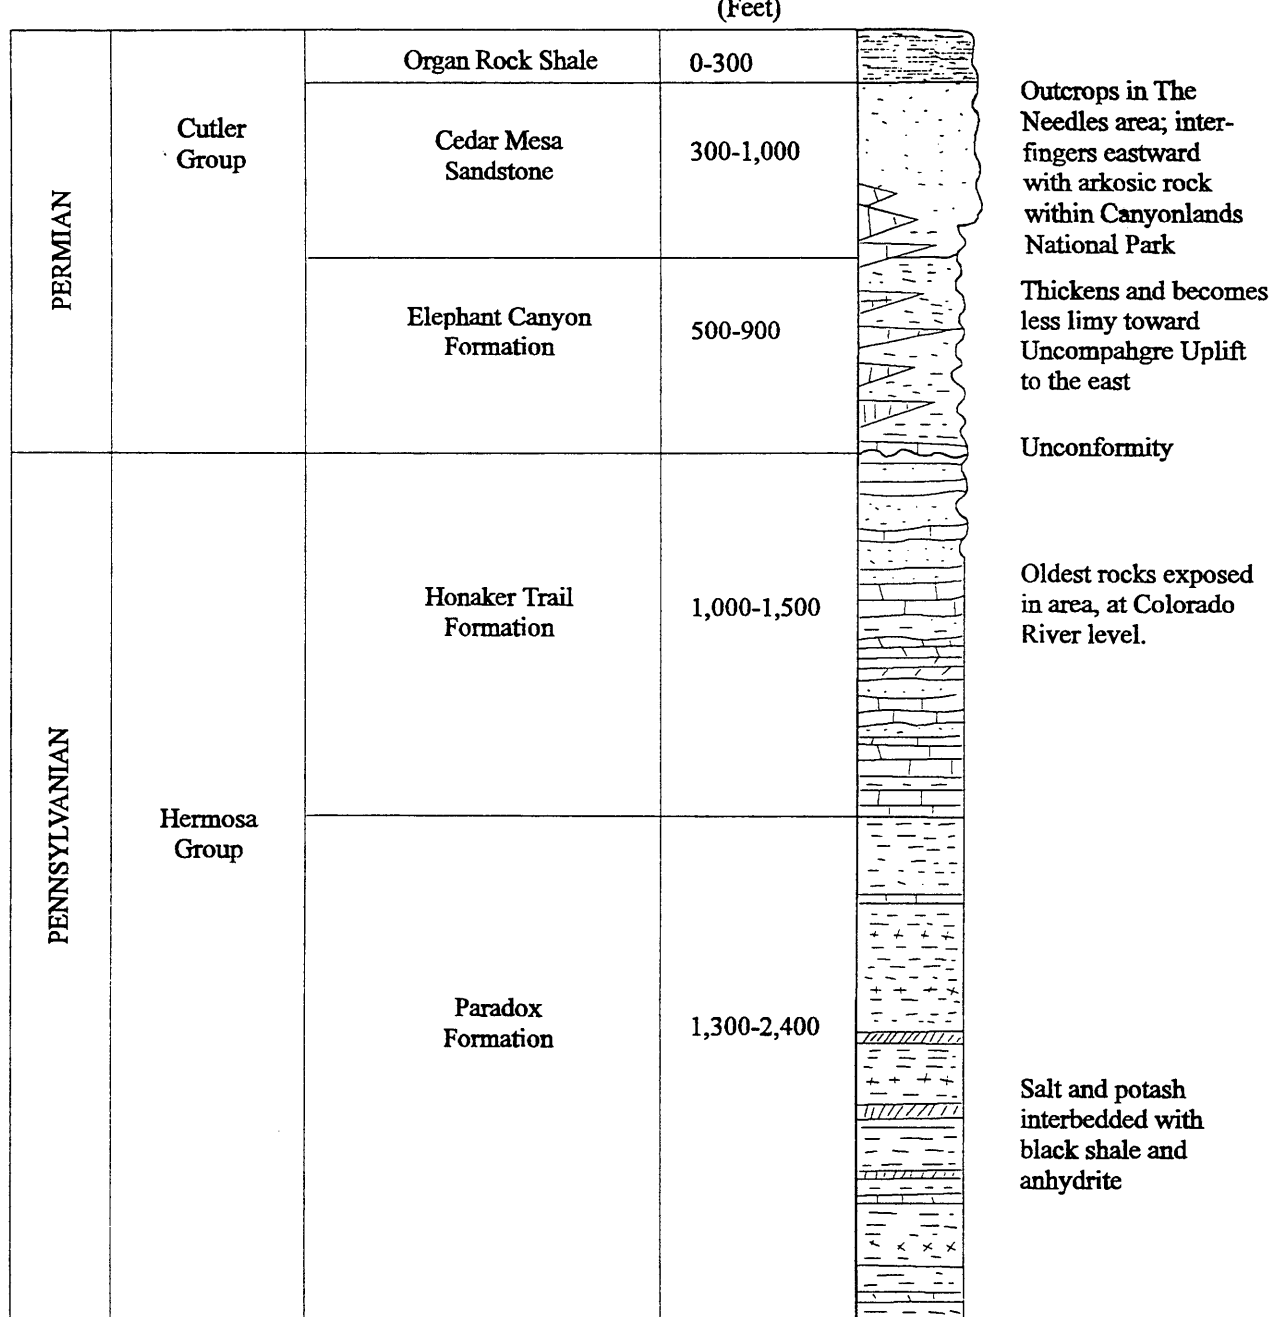 (Feet)
Organ Rock Shale
0-300
Cutler
Group
Cedar Mesa
Sandstone
300-1,000
Outcrops in The
Needles area; inter-
fingers eastward
with arkosic rock
within Canyonlands
National Park
PERMIAN
Elephant Canyon
Formation
500-900
Thickens and becomes
less limy toward
Uncompahgre Uplift
to the east
Unconformity
Honaker Trail
Formation
1,000-1,500
Oldest rocks exposed
in area, at Colorado
River level.
PENNSYLVANIAN
Hermosa
Group
Paradox
Formation
1,300-2,400
Salt and potash
interbedded with
black shale and
anhydrite